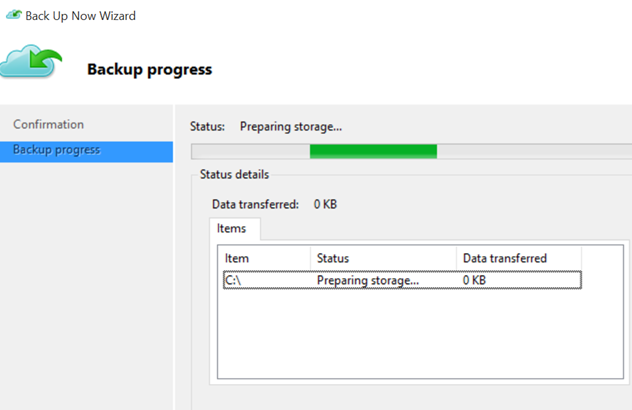 Back Up Now Wizard
Backup progress
Confirmation
Backup progress
Status: Preparing storage...
Status details
Data transferred: 0 KB
Items
Item Status Data transferred
C:\ Preparing storage... 0 KB